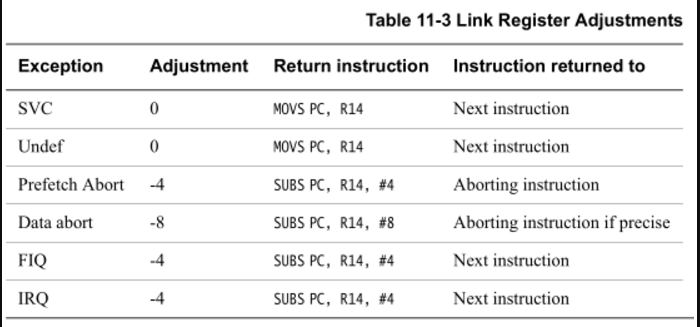 Table 11-3 Link Register Adjustments
Exception Adjustment Return instruction Instruction returned to
SVC 0 MOVS PC, R14 Next instruction
Undef 0 MOVS PC, R14 Next instruction
Prefetch Abort -4 SUBS PC, R14, #4 Aborting instruction
Data abort -8 SUBS PC, R14, #8 Aborting instruction if precise
FIQ -4 SUBS PC, R14, #4 Next instruction
IRQ -4 SUBS PC, R14, #4 Next instruction